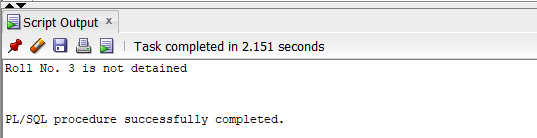 Script Output x
Task completed in 2.151 seconds
Roll No. 3 is not detained
PL/SQL procedure successfully completed.